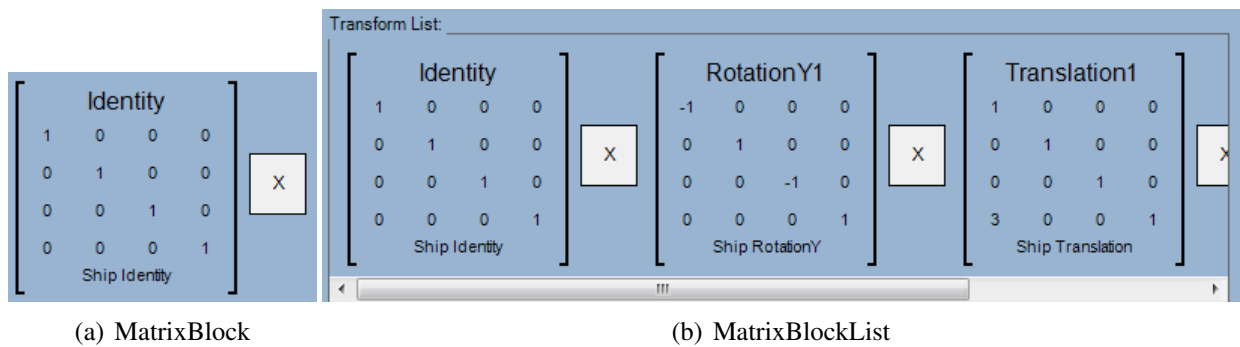 Identity
1 0 0 0
0 1 0 0
0 0 1 0
0 0 0 1
Ship Identity
X
(a) MatrixBlock
Transform List:
Identity
1 0 0 0
0 1 0 0
0 0 1 0
0 0 0 1
Ship Identity
X
RotationY1
-1 0 0 0
0 1 0 0
0 0 -1 0
0 0 0 1
Ship RotationY
X
Translation1
1 0 0 0
0 1 0 0
0 0 1 0
3 0 0 1
Ship Translation
X
(b) MatrixBlockList